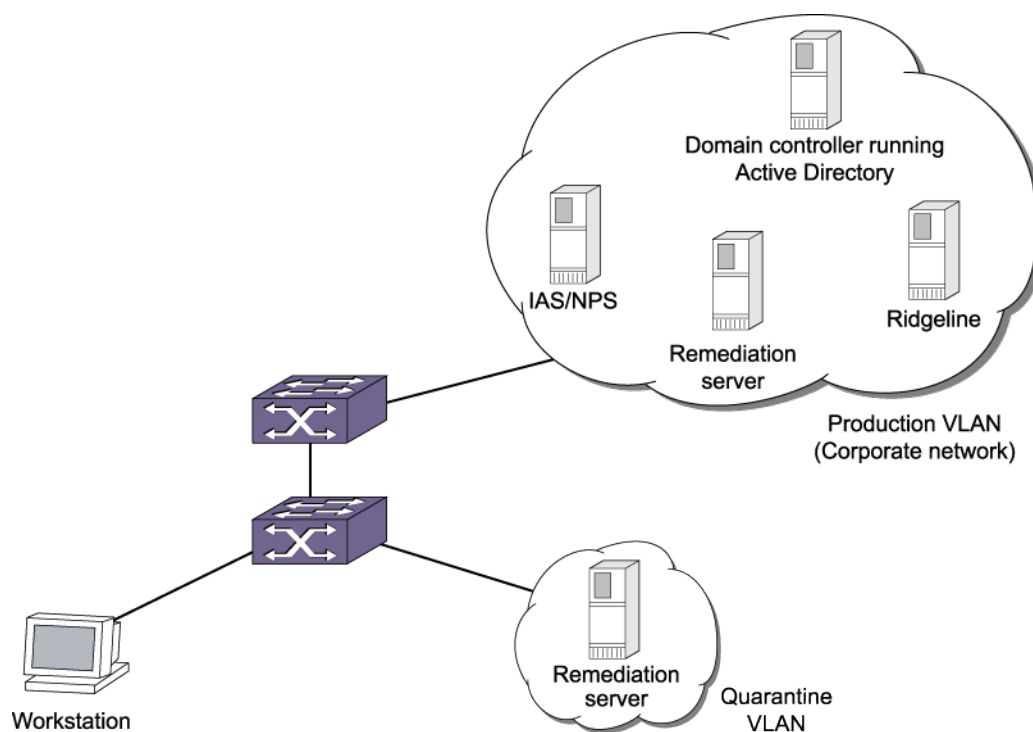 Domain controller running
Active Directory
IAS/NPS
Ridgeline
Remediation
server
Production VLAN
(Corporate network)
Remediation
server
Quarantine
VLAN
Workstation